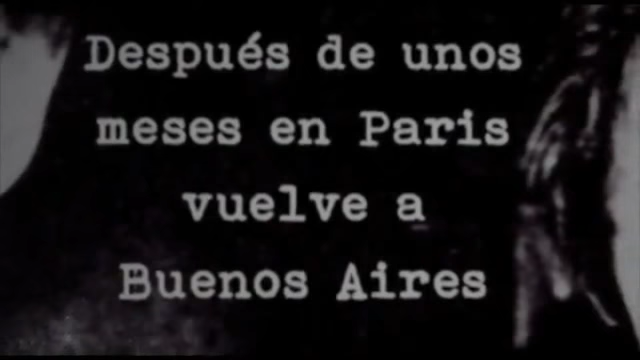 Después de unos
meses en Paris
vuelve a
Buenos Aires